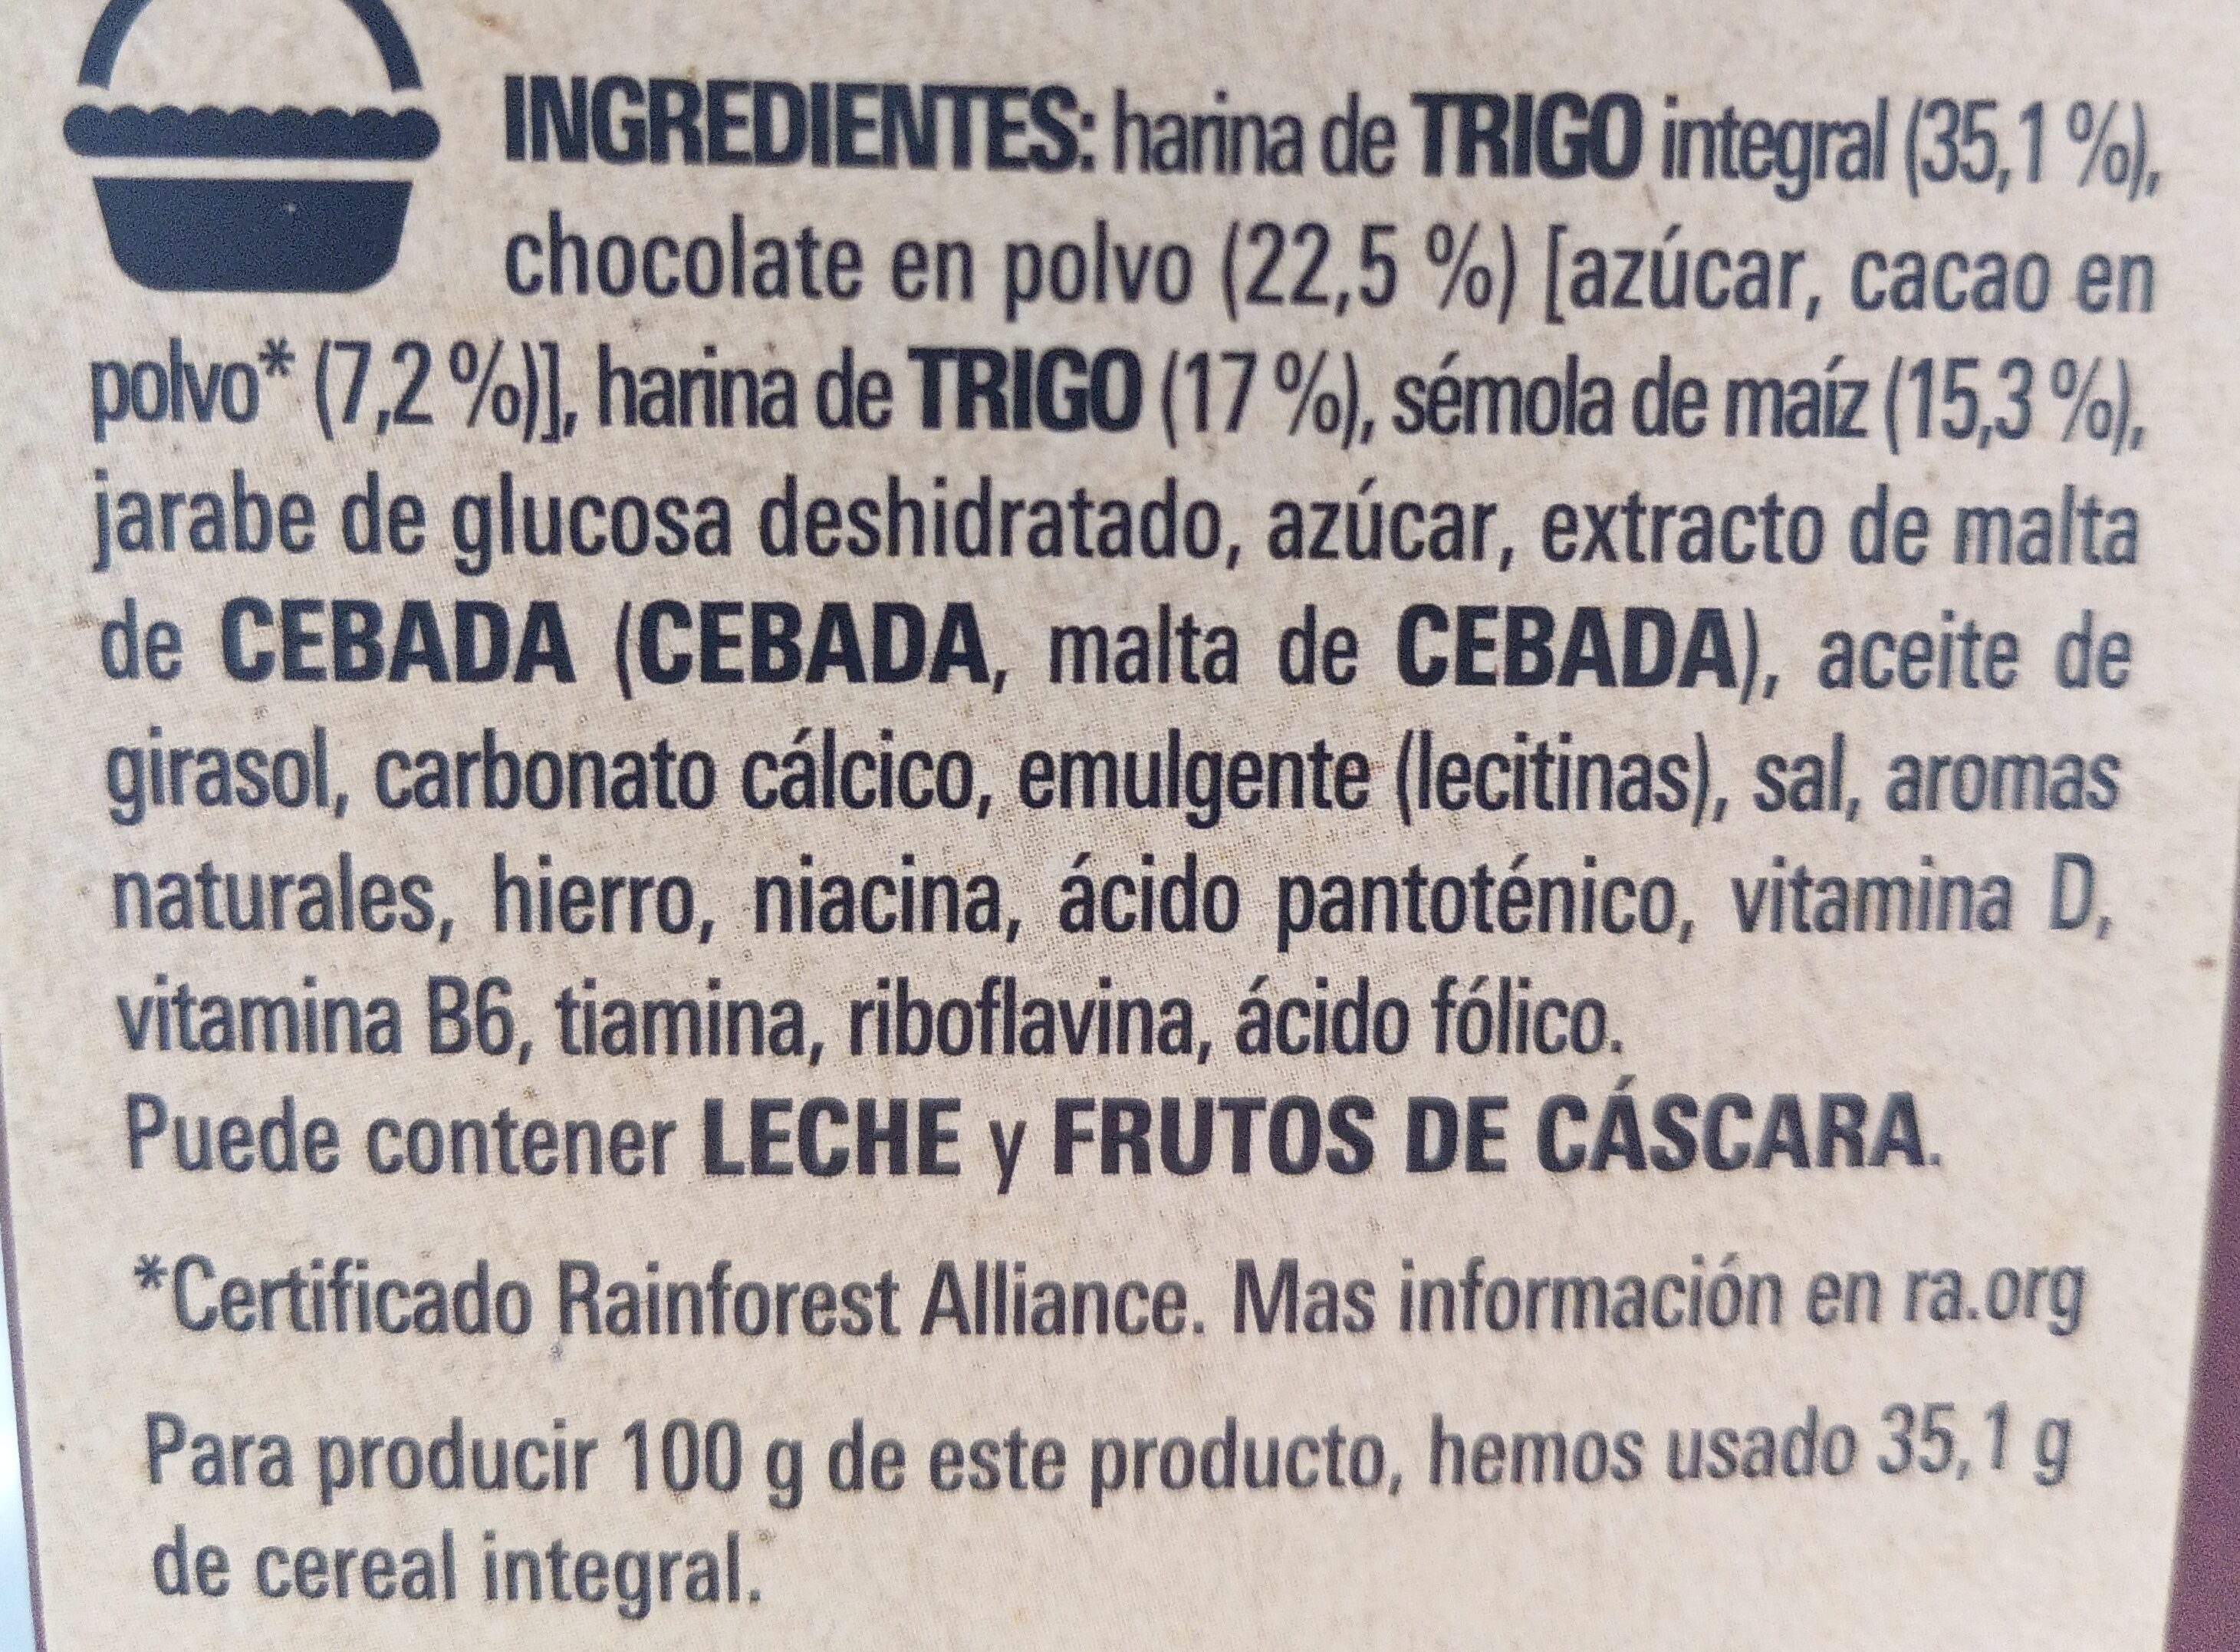 INGREDIENTES: harina de TRIGO integral (35,1 %),
chocolate en polvo (22,5 %) [azúcar, cacao en
polvo* (7,2 %)], harina de TRIGO (17 %), sémola de maíz (15,3 %),
jarabe de glucosa deshidratado, azúcar, extracto de malta
de CEBADA (CEBADA, malta de CEBADA), aceite de
girasol, carbonato cálcico, emulgente (lecitinas), sal, aromas
naturales, hierro, niacina, ácido pantoténico, vitamina D,
vitamina B6, tiamina, riboflavina, ácido fólico.
Puede contener LECHE y FRUTOS DE CÁSCARA.
*Certificado Rainforest Alliance. Mas información en ra.org
Para producir 100 g de este producto, hemos usado 35,1 g
de cereal integral.